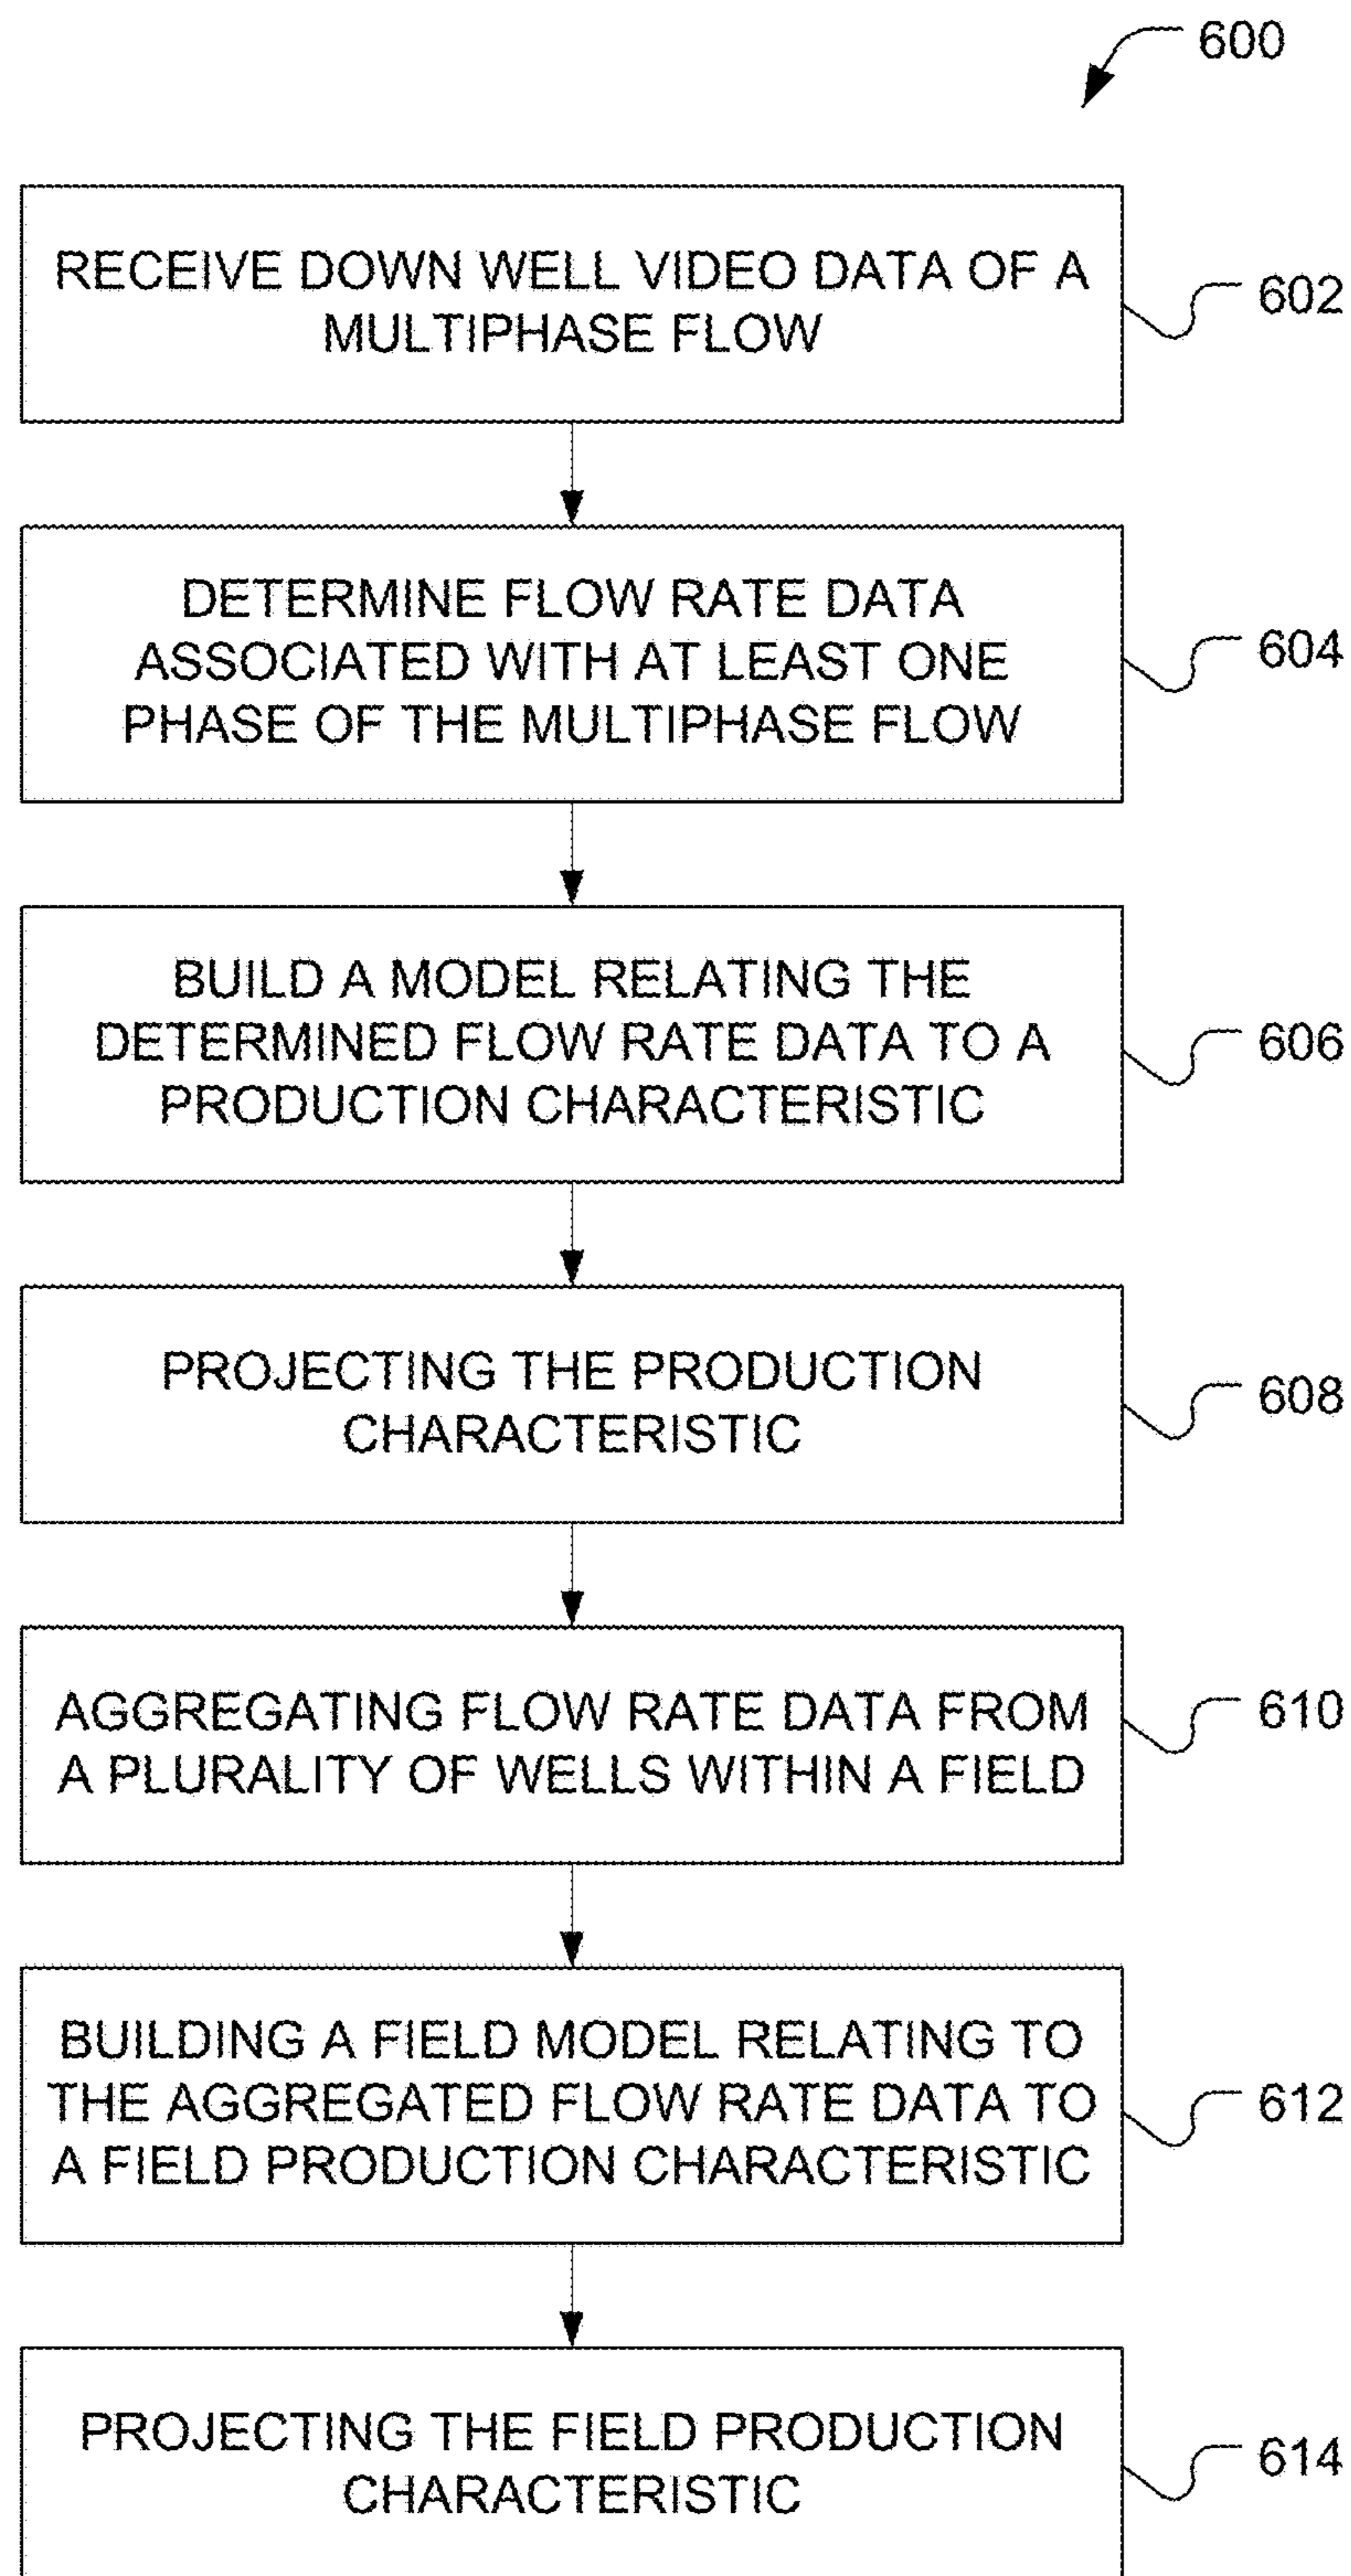 600
RECEIVE DOWN WELL VIDEO DATA OF A
MULTIPHASE FLOW
602
DETERMINE FLOW RATE DATA
ASSOCIATED WITH AT LEAST ONE
PHASE OF THE MULTIPHASE FLOW
604
BUILD A MODEL RELATING THE
DETERMINED FLOW RATE DATA TO A
PRODUCTION CHARACTERISTIC
606
PROJECTING THE PRODUCTION
CHARACTERISTIC
608
AGGREGATING FLOW RATE DATA FROM
A PLURALITY OF WELLS WITHIN A FIELD
610
BUILDING A FIELD MODEL RELATING TO
THE AGGREGATED FLOW RATE DATA TO
A FIELD PRODUCTION CHARACTERISTIC
612
PROJECTING THE FIELD PRODUCTION
CHARACTERISTIC
614